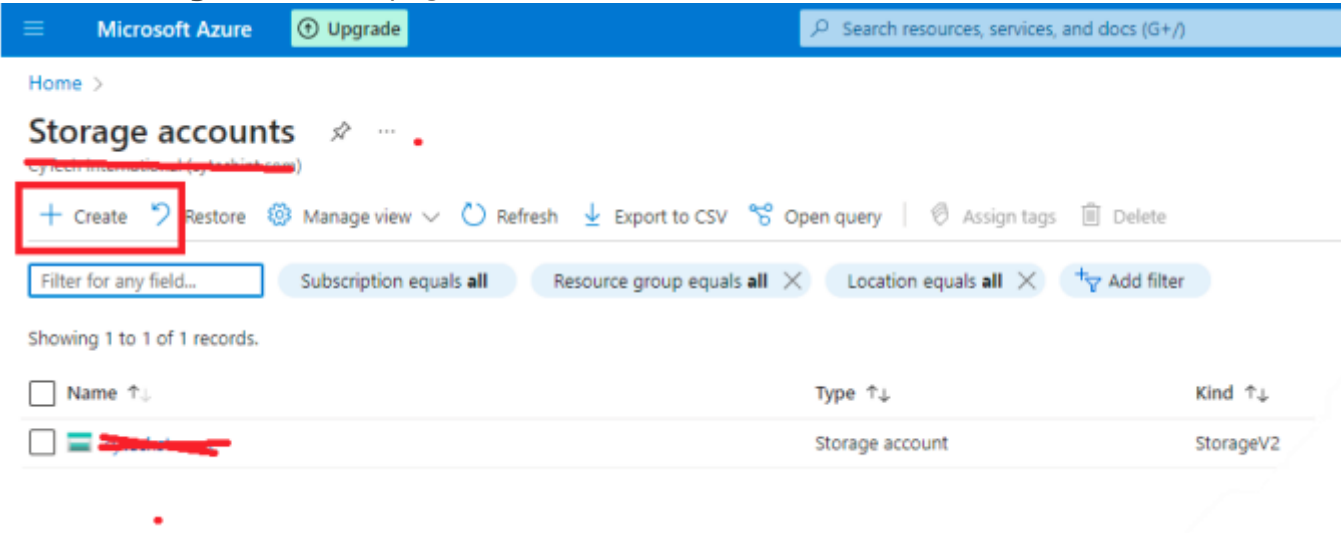 Microsoft Azure Upgrade Search resources, services, and docs (G+/)
Home >
Storage accounts ...
+ Create Restore Manage view Refresh Export to CSV Open query | Assign tags Delete
Filter for any field... Subscription equals all Resource group equals all Location equals all Add filter
Showing 1 to 1 of 1 records.
Name Type Kind
Storage account StorageV2